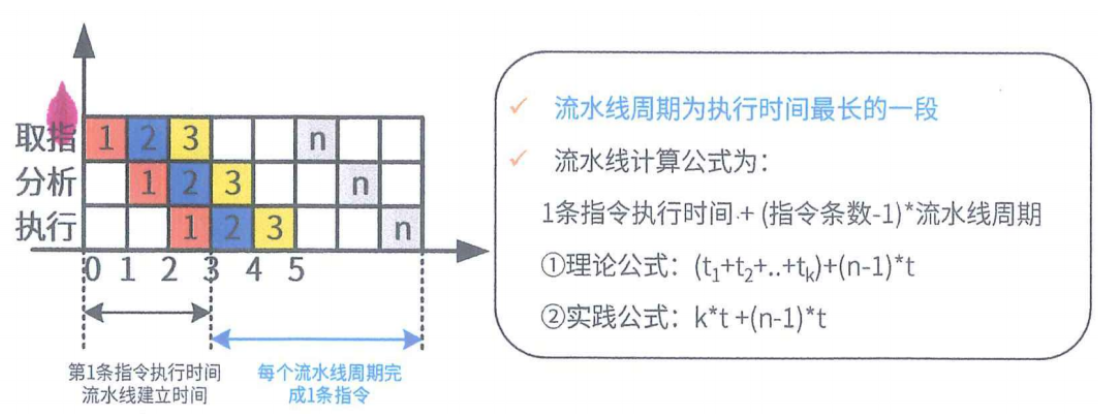 取指 1 2 3 n
分析 1 2 3 n
执行 1 2 3 n
0 1 2 3 4 5
第1条指令执行时间
流水线建立时间
每个流水线周期完
成1条指令
✓ 流水线周期为执行时间最长的一段
✓ 流水线计算公式为：
1条指令执行时间 + (指令条数-1)*流水线周期
①理论公式：(t₁+t₂+..+tₖ)+(n-1)*t
②实践公式：k*t +(n-1)*t